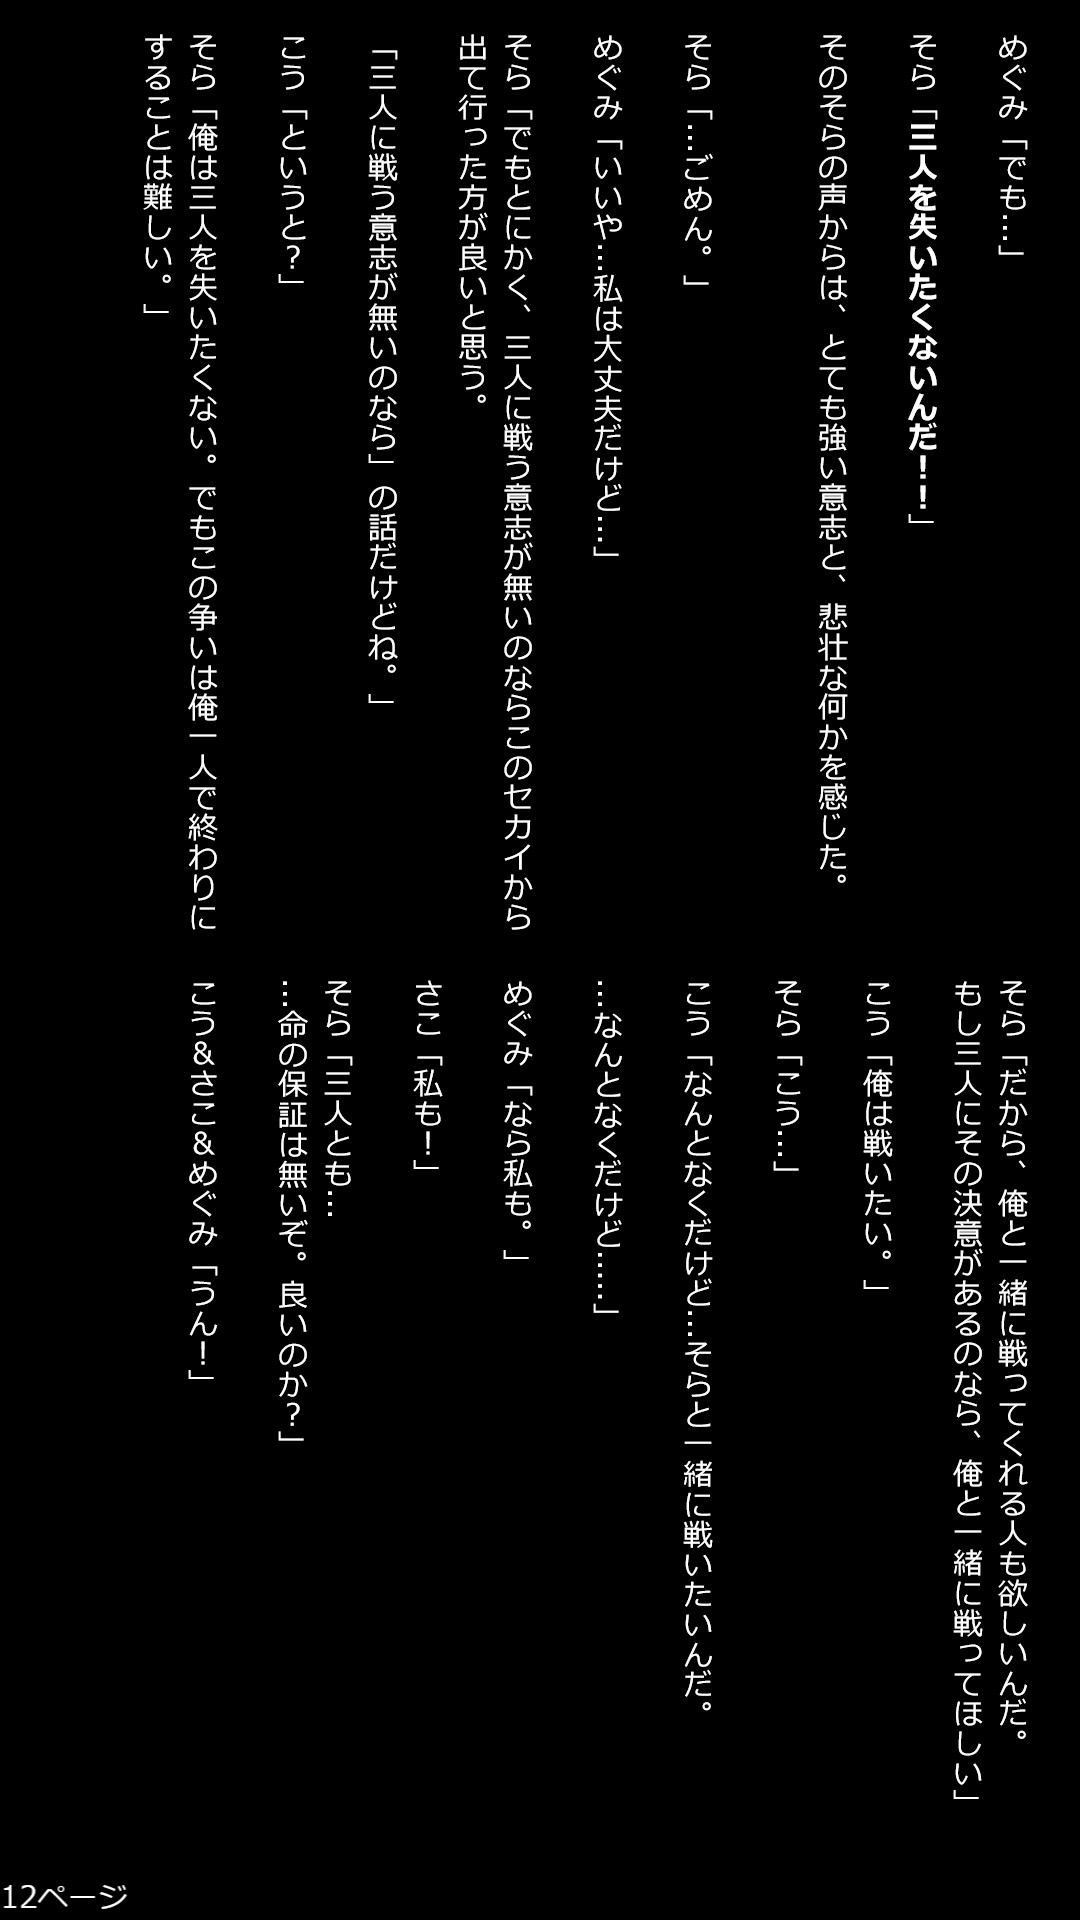 めぐみ「でも…」
そら「三人を失いたくないんだ！！」
そのそらの声からは、とても強い意志と、悲壮な何かを感じた。
そら「…ごめん。」
めぐみ「いいや…私は大丈夫だけど…」
そら「でもとにかく、三人に戦う意志が無いのならこのセカイから
出て行った方が良いと思う。
「三人に戦う意志が無いのなら」の話だけどね。」
こう「というと？」
そら「俺は三人を失いたくない。でもこの争いは俺一人で終わりに
することは難しい。」
そら「だから、俺と一緒に戦ってくれる人も欲しいんだ。
もし三人にその決意があるのなら、俺と一緒に戦ってほしい」
こう「俺は戦いたい。」
そら「こう…」
こう「なんとなくだけど…そらと一緒に戦いたいんだ。
…なんとなくだけど……」
めぐみ「なら私も。」
さこ「私も！」
そら「三人とも…
…命の保証は無いぞ。良いのか？」
こう＆さこ＆めぐみ「うん！」
12ページ